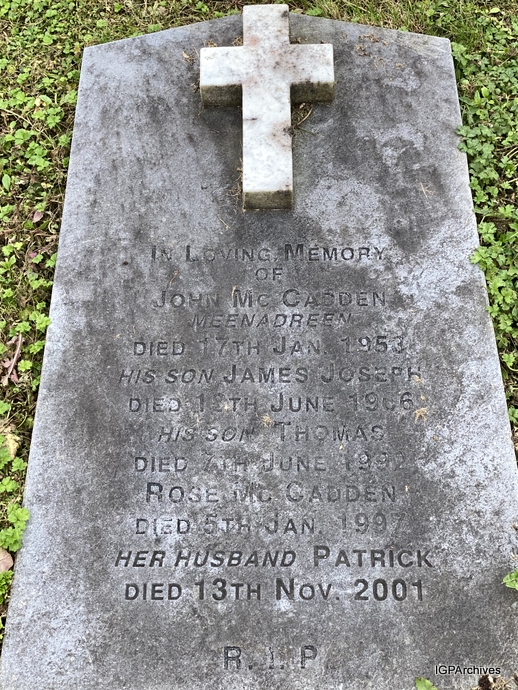 In Loving Memory
of
John Mc Cadden
Meenadreen
died 17th Jan. 1953
his son James Joseph
died June
his son Thomas
died 7th June
Rose Mc Cadden
died 5th Jan. 1997
her husband Patrick
died 13th Nov. 2001
R. I. P.
IGPArchives